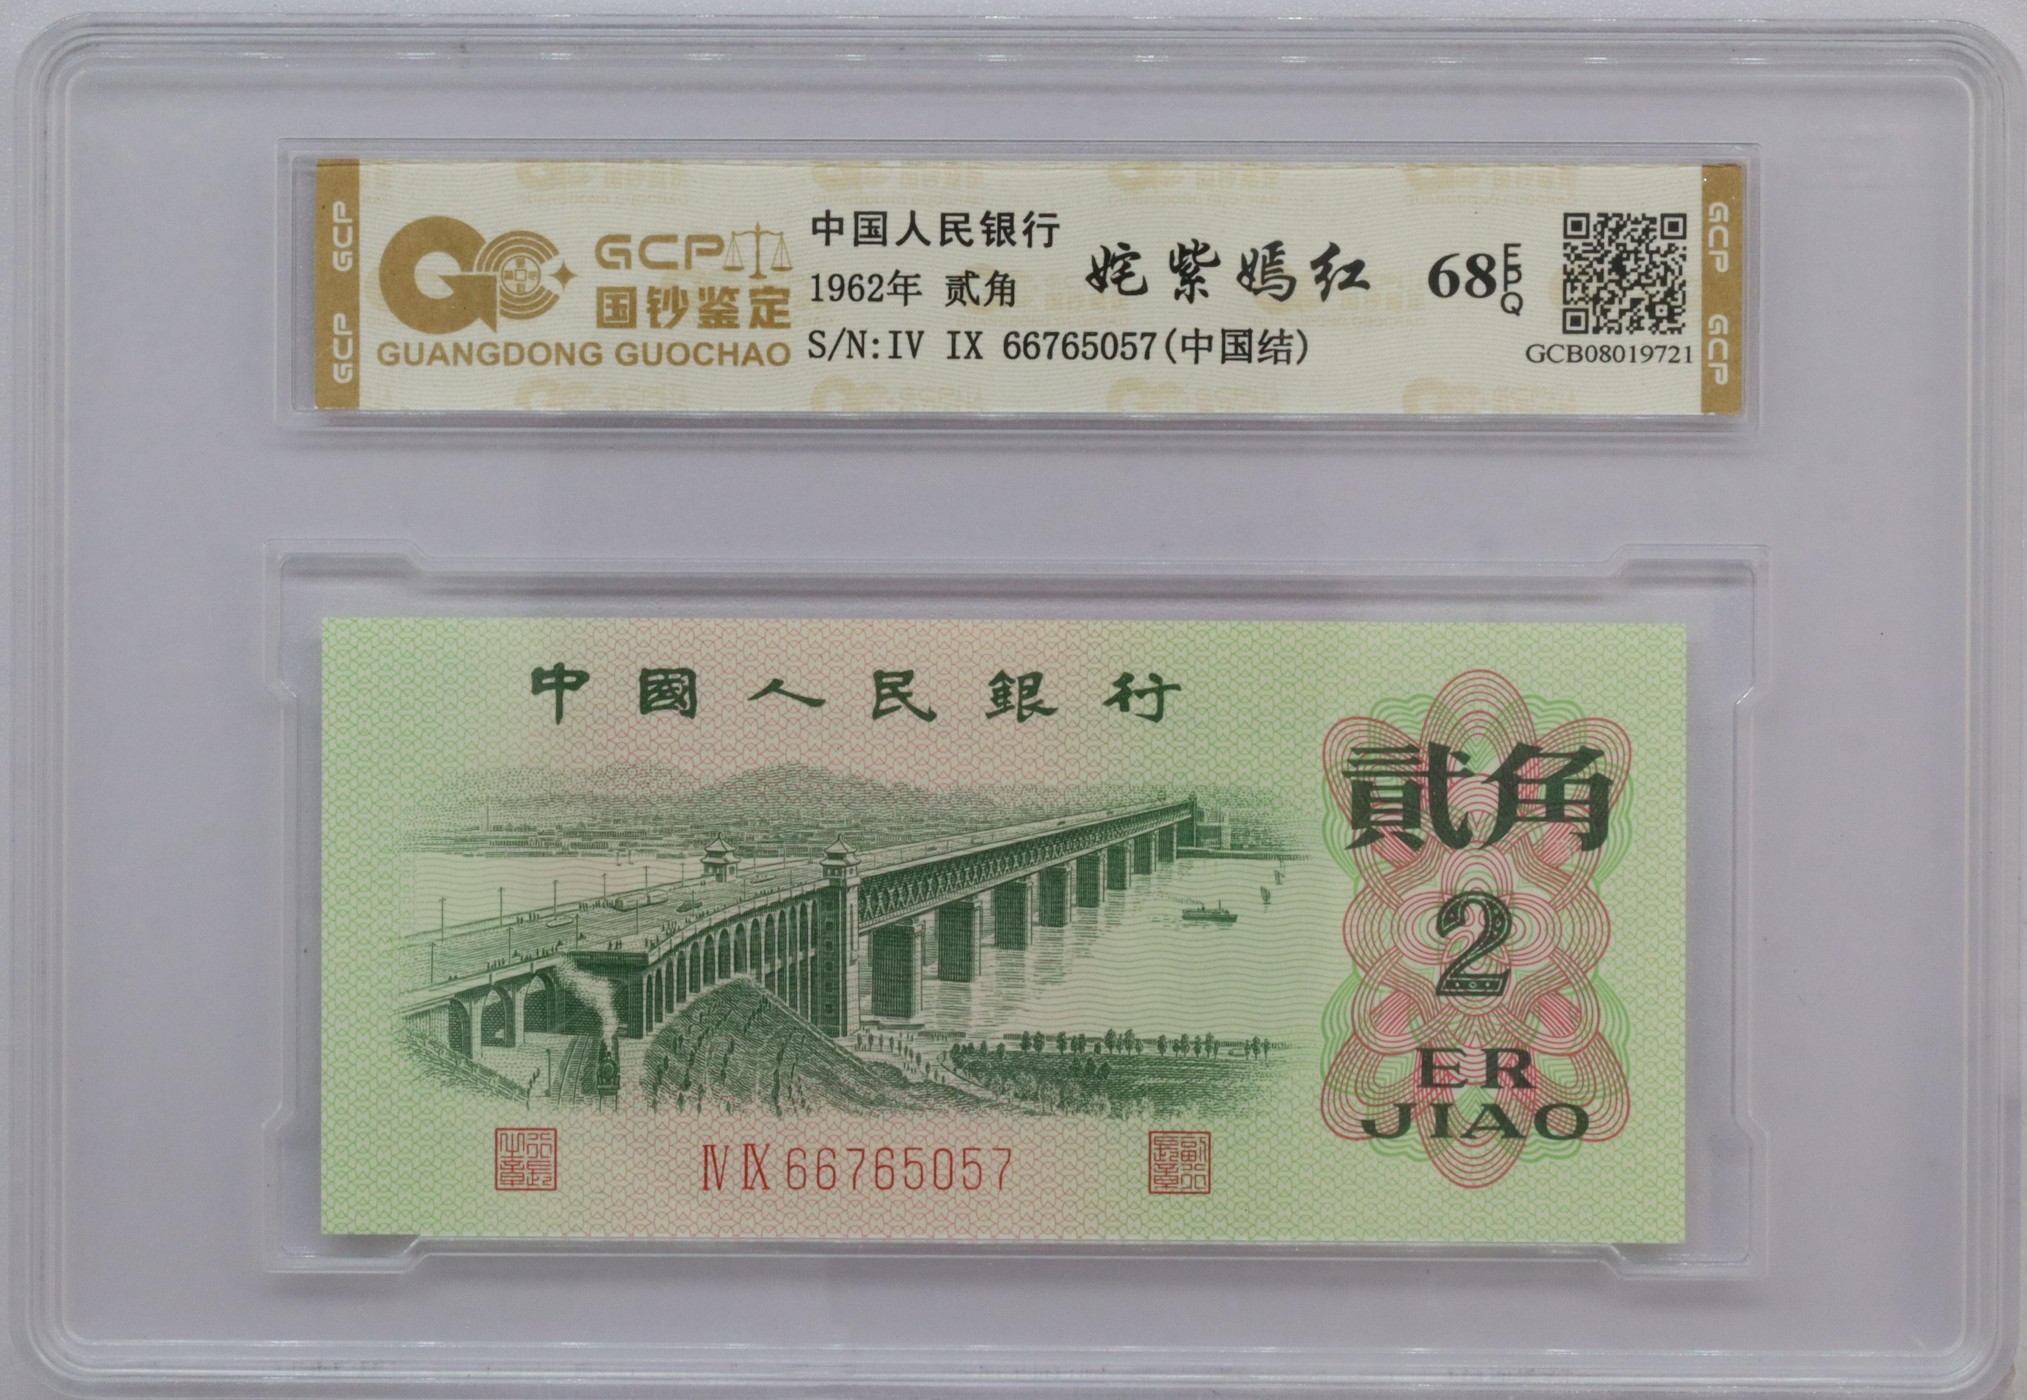 GCP GCP
GCP
国钞鉴定
GUANGDONG GUOCHAO
中国人民银行
1962年 贰角
S/N:IV IX 66765057(中国结)
姹紫嫣红
68 EPQ
GCB08019721
GCP GCP
中國人民銀行
貳角
2
ER
JIAO
IV IX 66765057